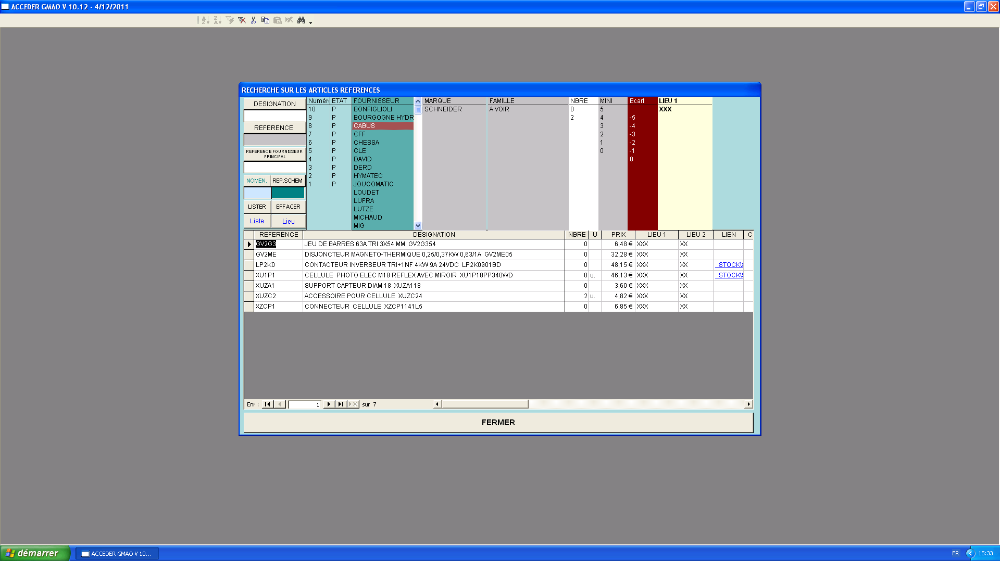 ACCEDER GMAO V 10.12 - 4/12/2011
RECHERCHE SUR LES ARTICLES REFERENCES
DESIGNATION
REFERENCE
REFERENCE FOURNISSEUR
PRINCIPAL
NOMEN. REP.SCHEM
LISTER EFFACER
Liste Lieu
Numéro ETAT FOURNISSEUR MARQUE FAMILLE NBRE MINI Ecart LIEU 1
10 P BONFIGLIOLI SCHNEIDER A VOIR 0 5 XXX
9 P BOURGOGNE HYDR 2 4 -5
8 P CABUS 3 -4
7 P CFF 2 -3
6 P CHESSA 1 -2
5 P CLE 0 -1
4 P DAVID 0
3 P DERD
2 P HYMATEC
1 P JOUCOMATIC
LOUDET
LUFRA
LUTZE
MICHAUD
MIG
REFERENCE DESIGNATION NBRE U PRIX LIEU 1 LIEU 2 LIEN C
GV2G3 JEU DE BARRES 63A TRI 3X54 MM GV2G354 0 6,48 € XXX XX
GV2ME DISJONCTEUR MAGNETO-THERMIQUE 0,25/0,37KW 0,63/1A GV2ME05 0 32,28 € XXX XX
LP2K0 CONTACTEUR INVERSEUR TRI+1NF 4KW 9A 24VDC LP2K0901BD 0 48,15 € XXX XX _STOCK\
XU1P1 CELLULE PHOTO ELEC M18 REFLEX AVEC MIROIR XU1P18PP340WD 0 u. 46,13 € XXX XX _STOCK\
XUZA1 SUPPORT CAPTEUR DIAM 18 XUZA118 0 3,60 € XXX XX
XUZC2 ACCESSOIRE POUR CELLULE XUZC24 2 u. 4,82 € XXX XX
XZCP1 CONNECTEUR CELLULE XZCP1141L5 0 6,85 € XXX XX
Enr : 1 sur 7
FERMER
démarrer ACCEDER GMAO V 10... FR 15:33